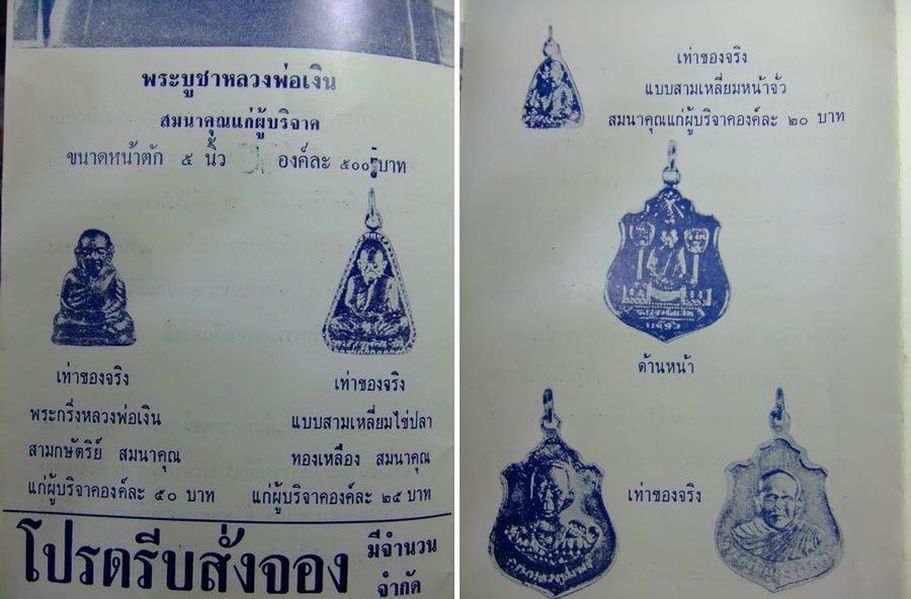 พระบูชาหลวงพ่อเงิน
สมนาคุณแก่ผู้บริจาค
ขนาดหน้าตัก ๕ นิ้ว องค์ละ ๕๐๐ บาท
เท่าของจริง
พระกริ่งหลวงพ่อเงิน
สามกษัตริย์ สมนาคุณ
แก่ผู้บริจาคองค์ละ ๕๐ บาท
เท่าของจริง
แบบสามเหลี่ยมไข่ปลา
ทองเหลือง สมนาคุณ
แก่ผู้บริจาคองค์ละ ๒๕ บาท
โปรดรีบสั่งจอง
มีจำนวน
จำกัด
เท่าของจริง
แบบสามเหลี่ยมหน้าจั่ว
สมนาคุณแก่ผู้บริจาคองค์ละ ๒๐ บาท
ด้านหน้า
เท่าของจริง